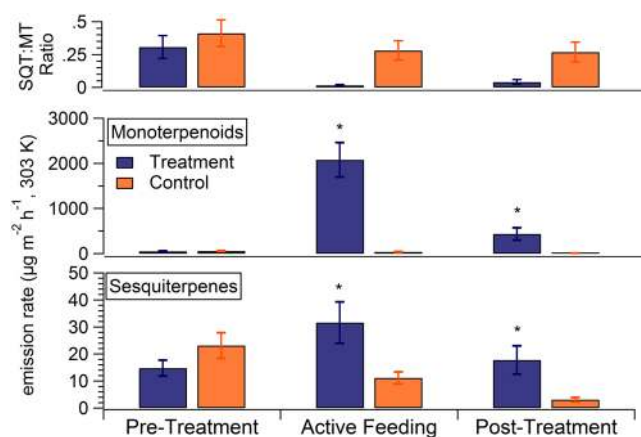 SQT:MT
Ratio
.5
.25
0
emission rate (µg m⁻² h⁻¹, 303 K)
3000
2000
1000
0
Monoterpenoids
Treatment
Control
*
*
50
40
30
20
10
0
Sesquiterpenes
*
*
Pre-Treatment
Active Feeding
Post-Treatment